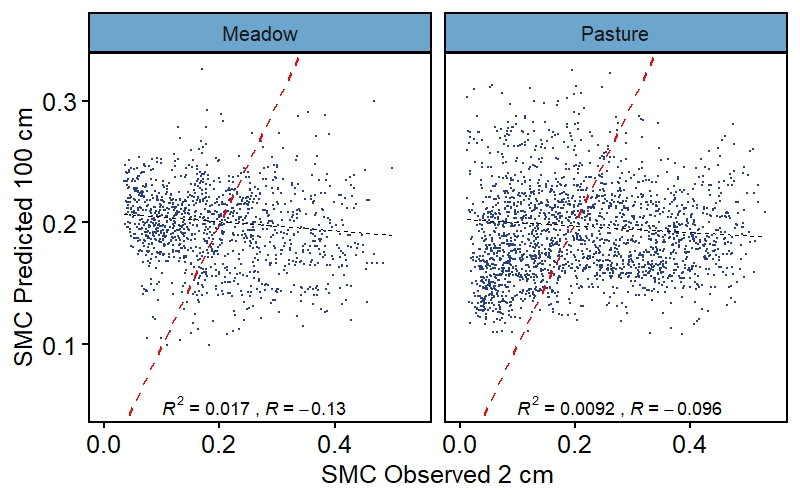 Meadow
Pasture
SMC Predicted 100 cm
0.3
0.2
0.1
R² = 0.017 , R = −0.13
R² = 0.0092 , R = −0.096
0.0 0.2 0.4
0.0 0.2 0.4
SMC Observed 2 cm